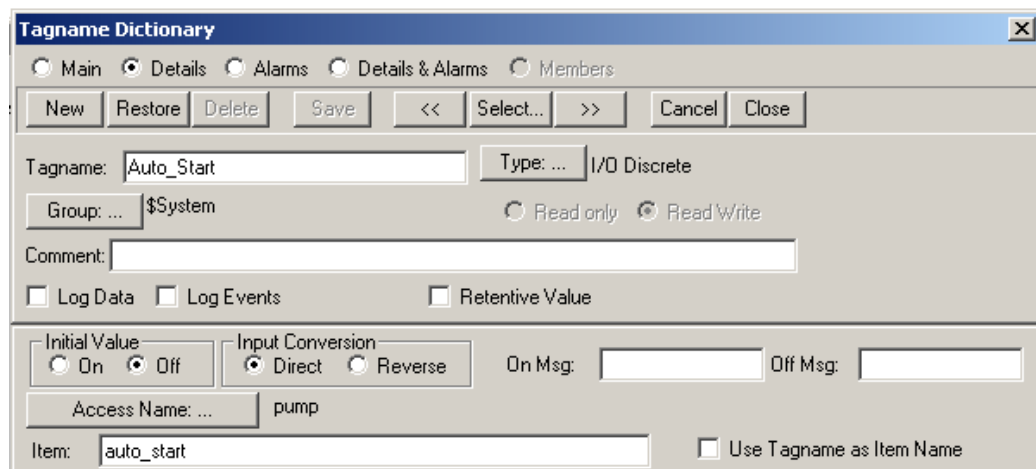 Tagname Dictionary
Main Details Alarms Details & Alarms Members
New Restore Delete Save << Select... >> Cancel Close
Tagname: Auto_Start Type: ... I/O Discrete
Group: ... $System Read only Read Write
Comment:
Log Data Log Events Retentive Value
Initial Value Input Conversion
On Off Direct Reverse On Msg: Off Msg:
Access Name: ... pump
Item: auto_start Use Tagname as Item Name